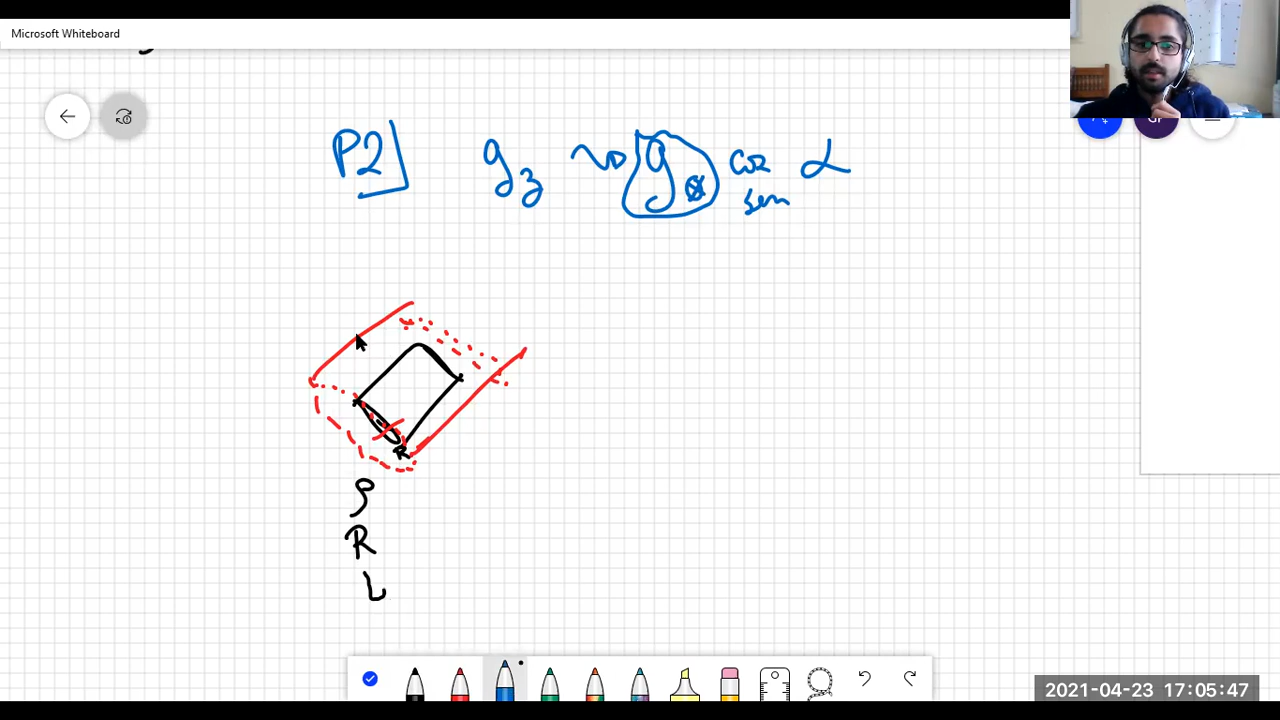 Microsoft Whiteboard
P2] g₃ ~> g cos α
sen
R
ρ
R
L
2021-04-23 17:05:47